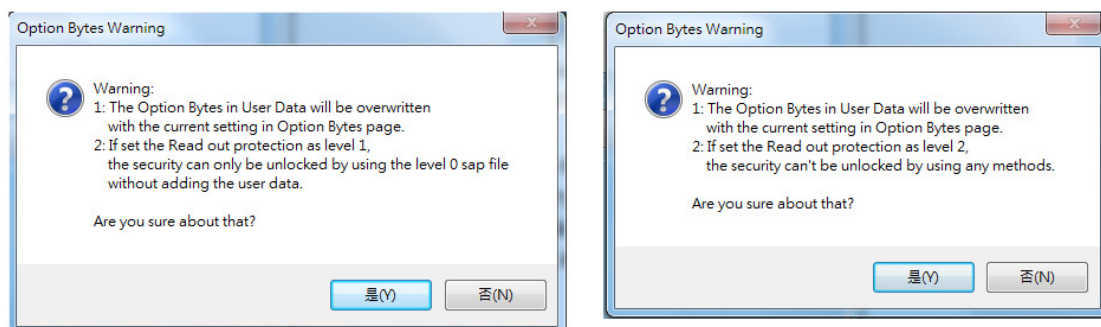 Option Bytes Warning
Warning:
1: The Option Bytes in User Data will be overwritten
with the current setting in Option Bytes page.
2: If set the Read out protection as level 1,
the security can only be unlocked by using the level 0 sap file
without adding the user data.
Are you sure about that?
是(Y)
否(N)
Option Bytes Warning
Warning:
1: The Option Bytes in User Data will be overwritten
with the current setting in Option Bytes page.
2: If set the Read out protection as level 2,
the security can't be unlocked by using any methods.
Are you sure about that?
是(Y)
否(N)